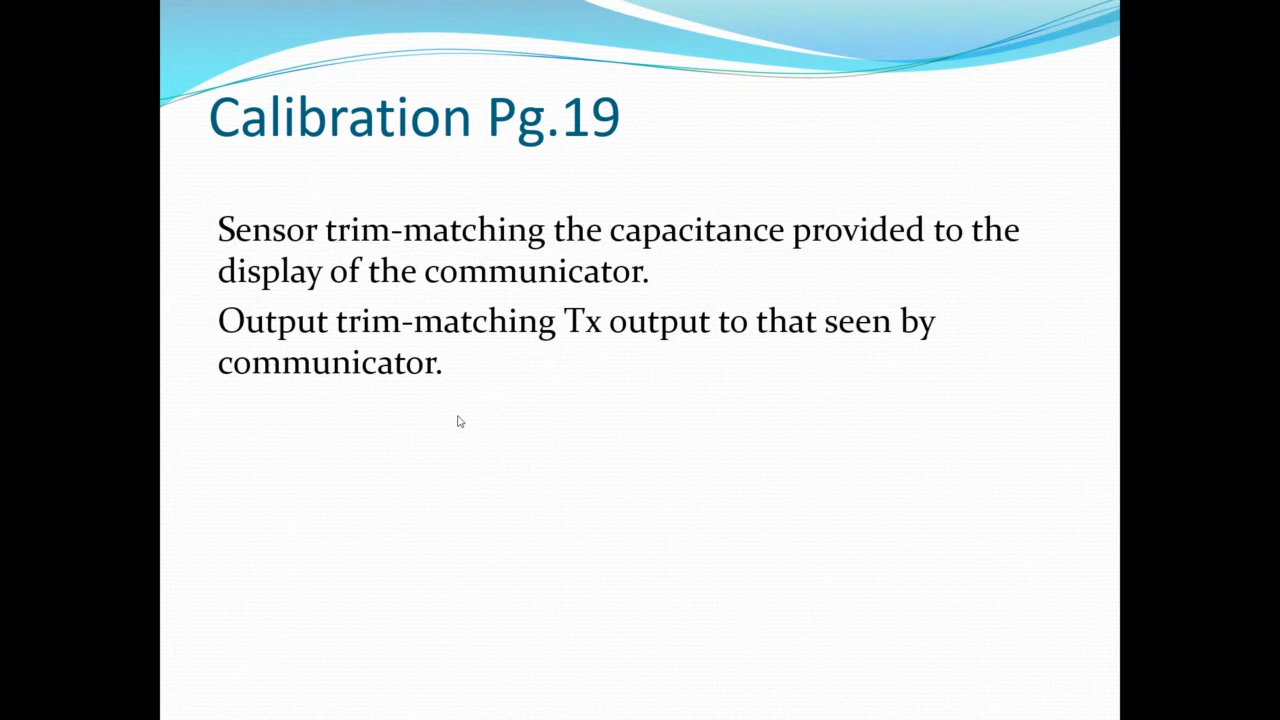 Calibration Pg.19
Sensor trim-matching the capacitance provided to the
display of the communicator.
Output trim-matching Tx output to that seen by
communicator.